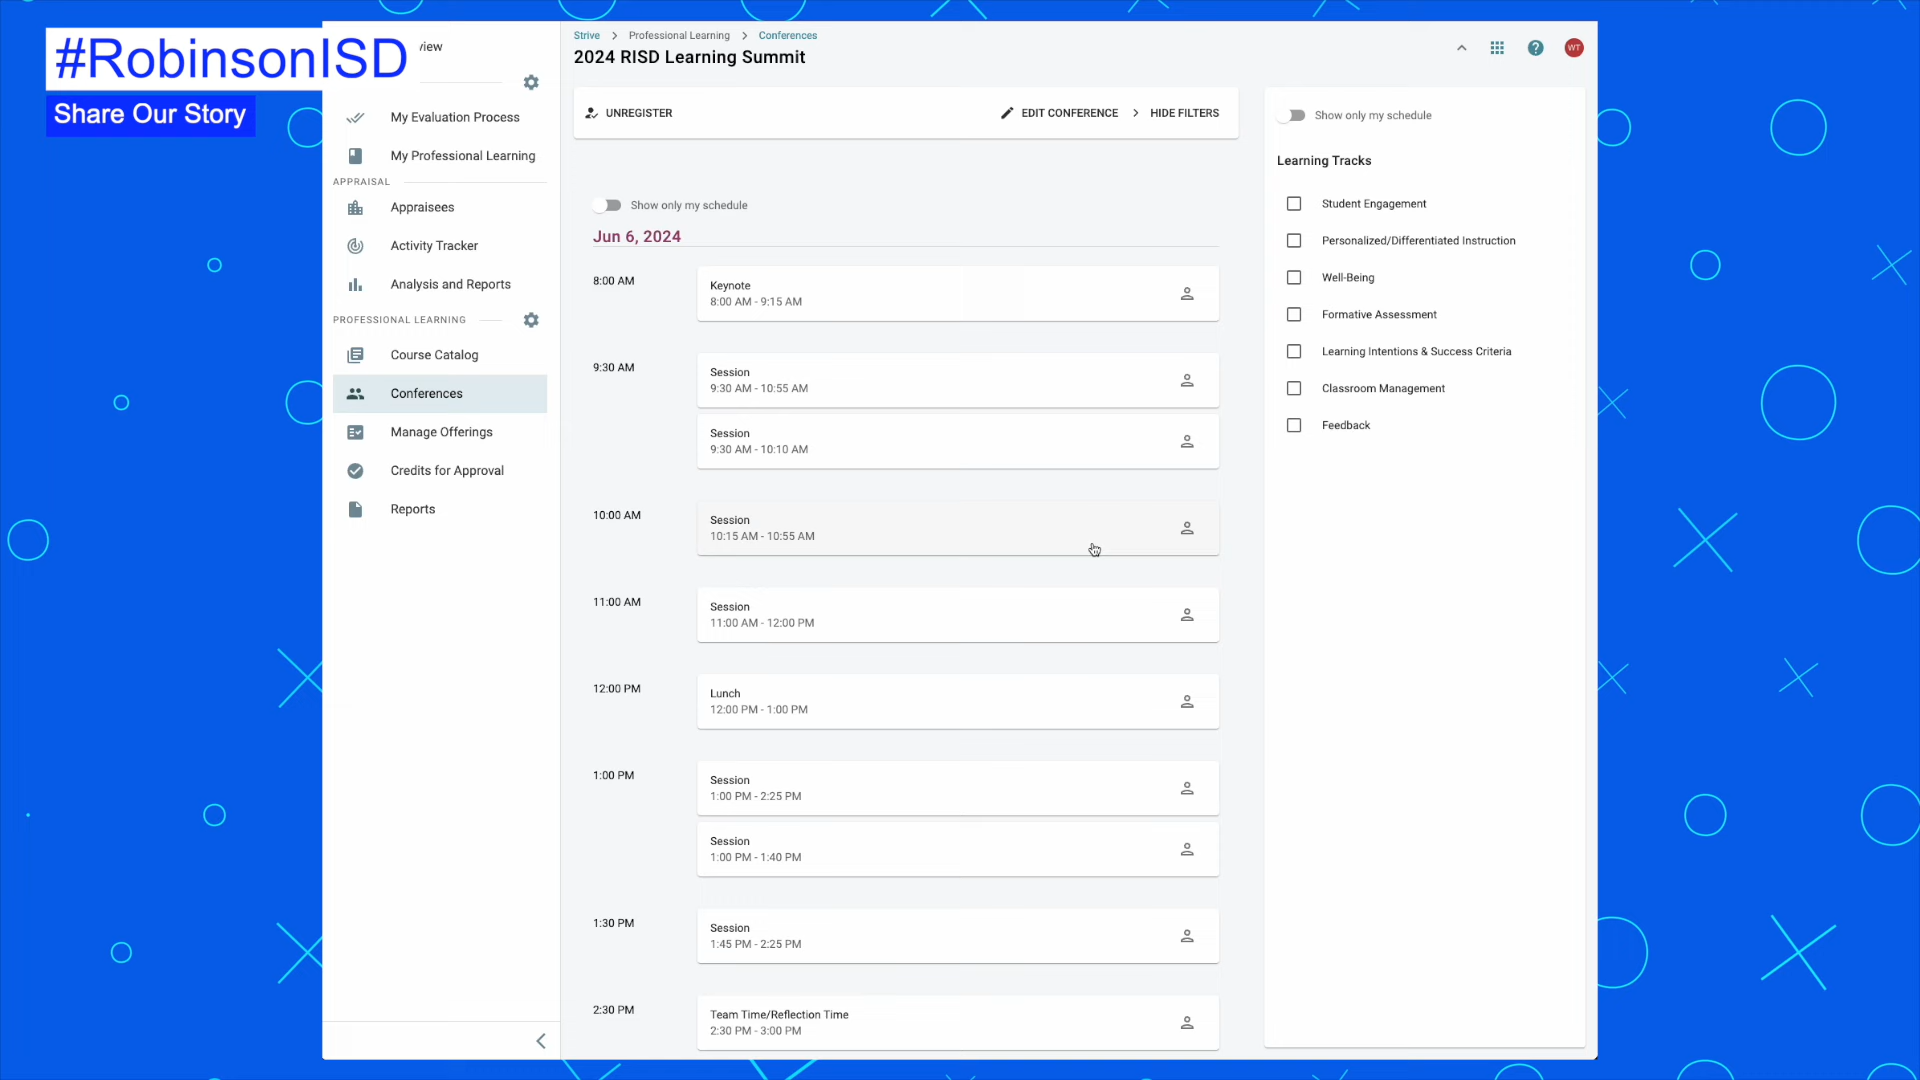 #RobinsonISD
Share Our Story
My Evaluation Process
My Professional Learning
APPRAISAL
Appraisees
Activity Tracker
Analysis and Reports
PROFESSIONAL LEARNING
Course Catalog
Conferences
Manage Offerings
Credits for Approval
Reports
Strive > Professional Learning > Conferences
2024 RISD Learning Summit
WT
UNREGISTER
EDIT CONFERENCE > HIDE FILTERS
Show only my schedule
Jun 6, 2024
8:00 AM
Keynote
8:00 AM - 9:15 AM
9:30 AM
Session
9:30 AM - 10:55 AM
Session
9:30 AM - 10:10 AM
10:00 AM
Session
10:15 AM - 10:55 AM
11:00 AM
Session
11:00 AM - 12:00 PM
12:00 PM
Lunch
12:00 PM - 1:00 PM
1:00 PM
Session
1:00 PM - 2:25 PM
Session
1:00 PM - 1:40 PM
1:30 PM
Session
1:45 PM - 2:25 PM
2:30 PM
Team Time/Reflection Time
2:30 PM - 3:00 PM
Show only my schedule
Learning Tracks
Student Engagement
Personalized/Differentiated Instruction
Well-Being
Formative Assessment
Learning Intentions & Success Criteria
Classroom Management
Feedback